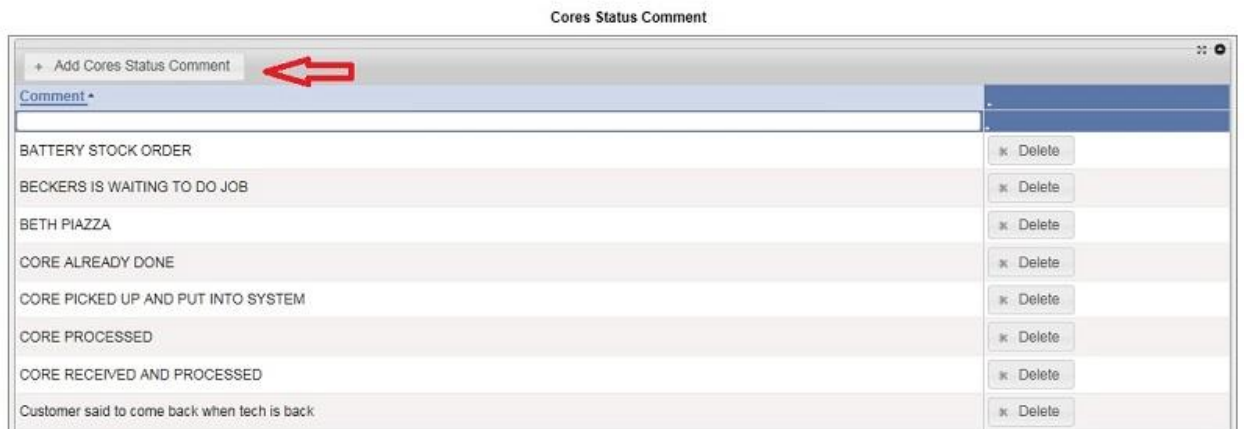 Cores Status Comment
+ Add Cores Status Comment
Comment
BATTERY STOCK ORDER
Delete
BECKERS IS WAITING TO DO JOB
Delete
BETH PIAZZA
Delete
CORE ALREADY DONE
Delete
CORE PICKED UP AND PUT INTO SYSTEM
Delete
CORE PROCESSED
Delete
CORE RECEIVED AND PROCESSED
Delete
Customer said to come back when tech is back
Delete